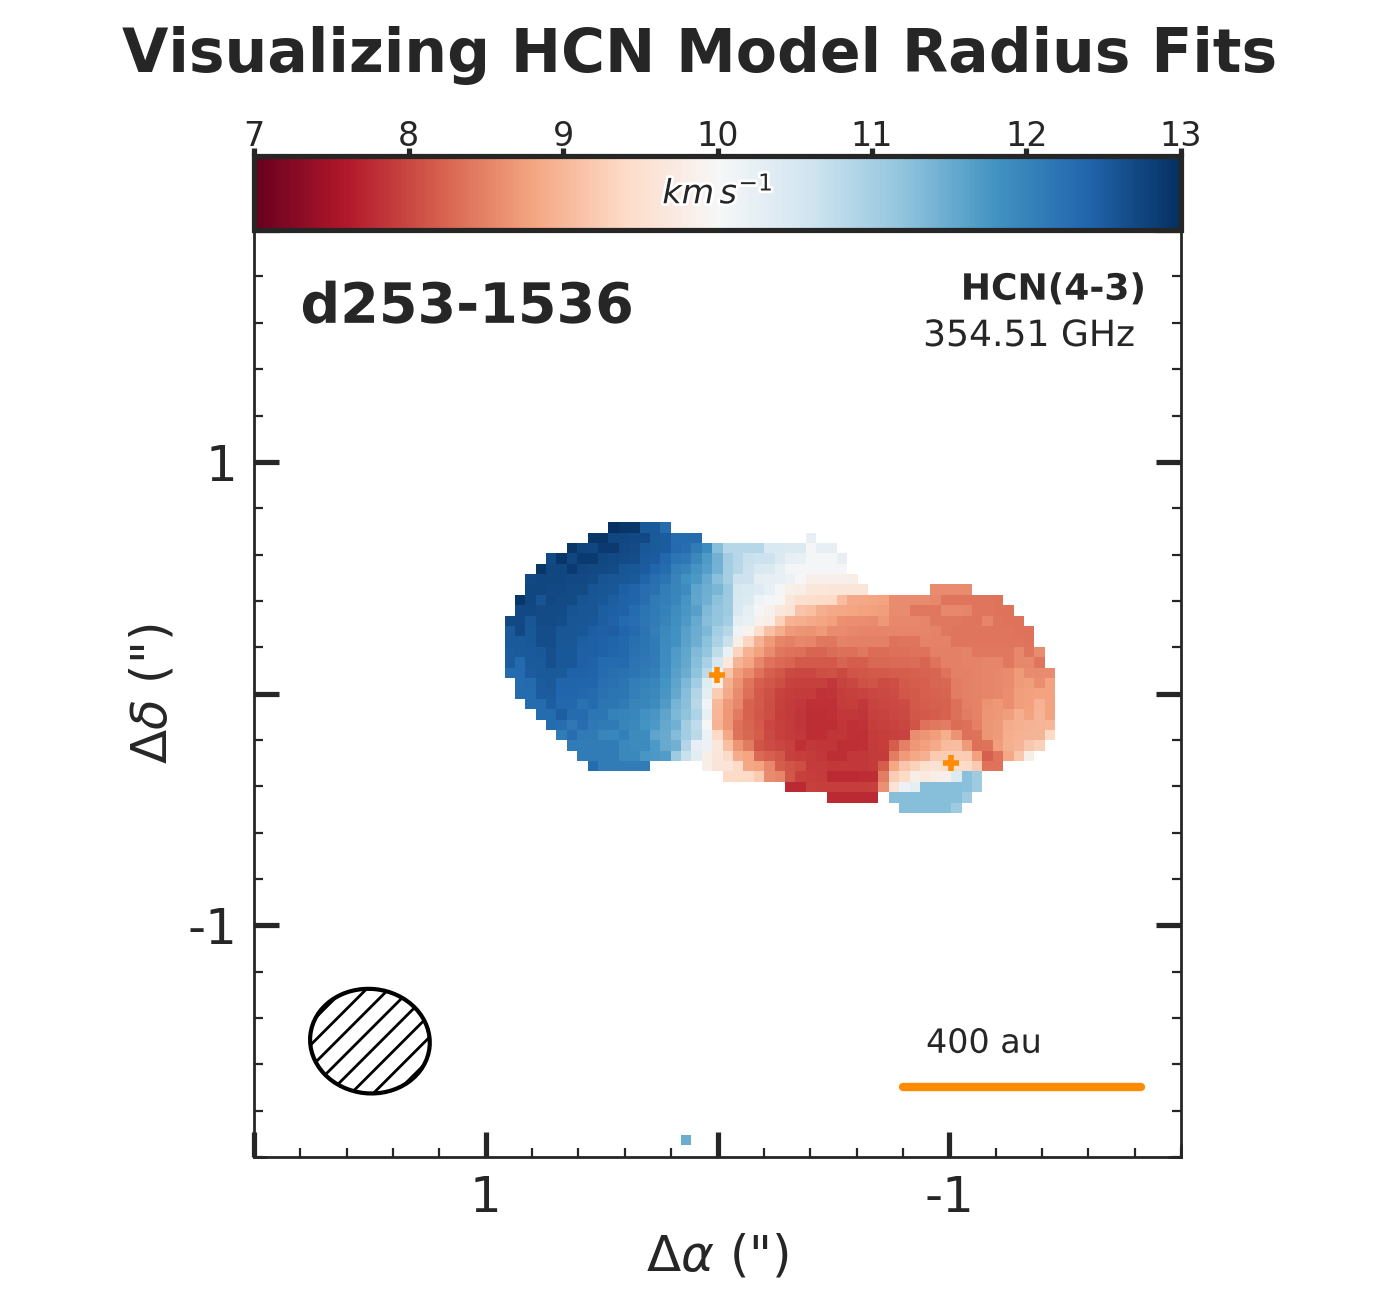 Visualizing HCN Model Radius Fits
7 8 9 10 11 12 13
km s⁻¹
d253-1536
HCN(4-3)
354.51 GHz
1
Δδ (")
-1
400 au
1 -1
Δα (")